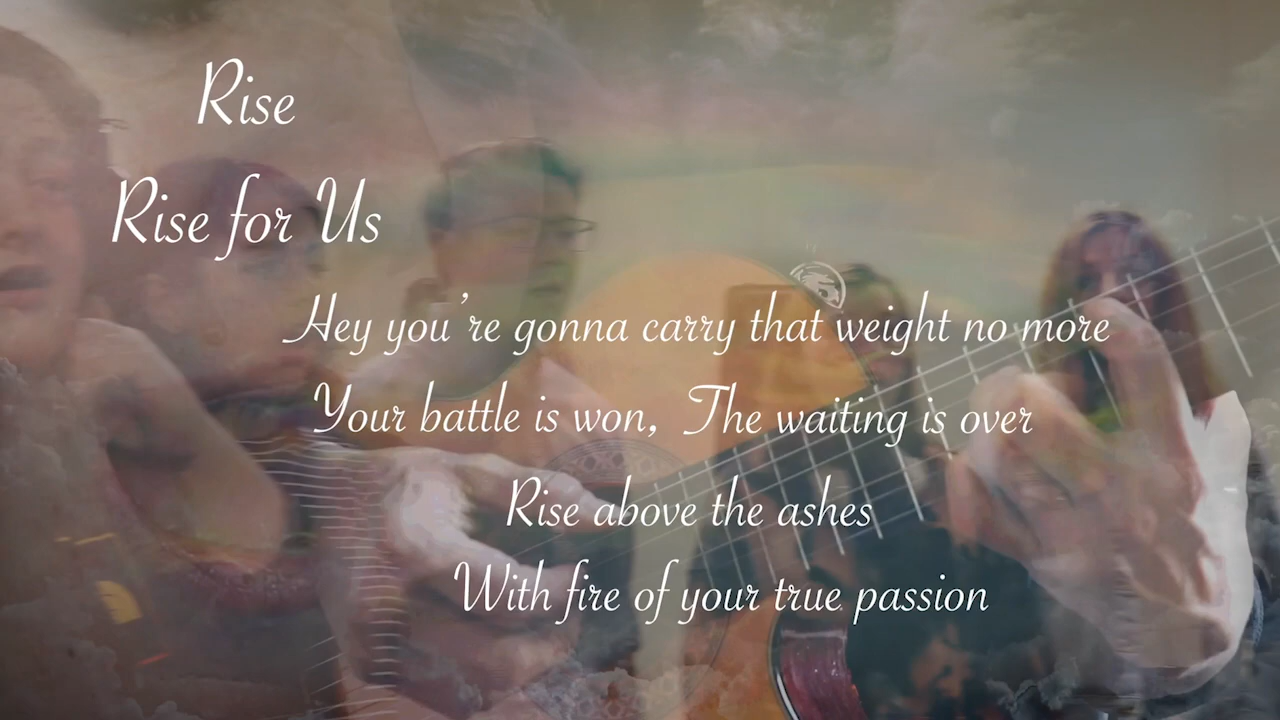 Rise
Rise for Us
Hey you're gonna carry that weight no more
Your battle is won, The waiting is over
Rise above the ashes
With fire of your true passion